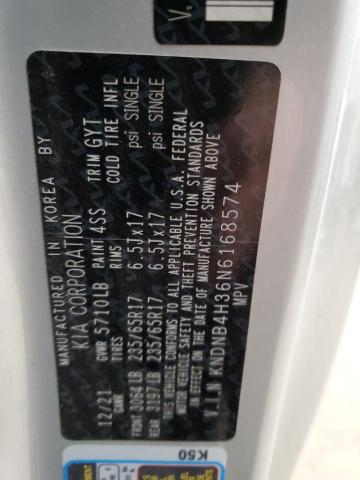 MANUFACTURED IN KOREA BY
KIA CORPORATION
12/21 GVWR 5710LB PAINT 4SS TRIM GYT
GAWR TIRES RIMS COLD TIRE INFL
FRONT 3064LB 235/65R17 6.5Jx17 psi SINGLE
REAR 3197LB 235/65R17 6.5Jx17 psi SINGLE
THIS VEHICLE CONFORMS TO ALL APPLICABLE U.S.A. FEDERAL
MOTOR VEHICLE SAFETY AND THEFT PREVENTION STANDARDS
IN EFFECT ON THE DATE OF MANUFACTURE SHOWN ABOVE
V.I.N KNDNB4H36N6168574
MPV
V.
K50